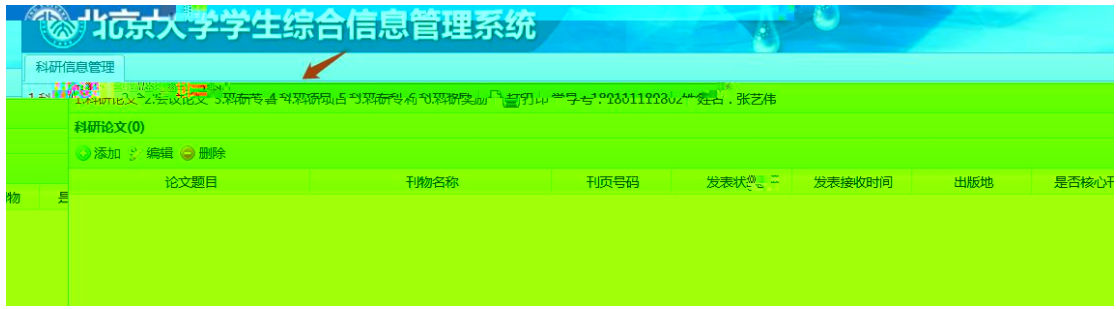 北京大学学生综合信息管理系统
科研信息管理
1.科研论文 2.会议论文 3.科研专著 4.科研项目 5.科研专利 6.科研奖励 打印 学号：1801111802 姓名：张艺伟
科研论文(0)
添加 编辑 删除
论文题目 刊物名称 刊页号码 发表状 发表接收时间 出版地 是否核心刊
物 是